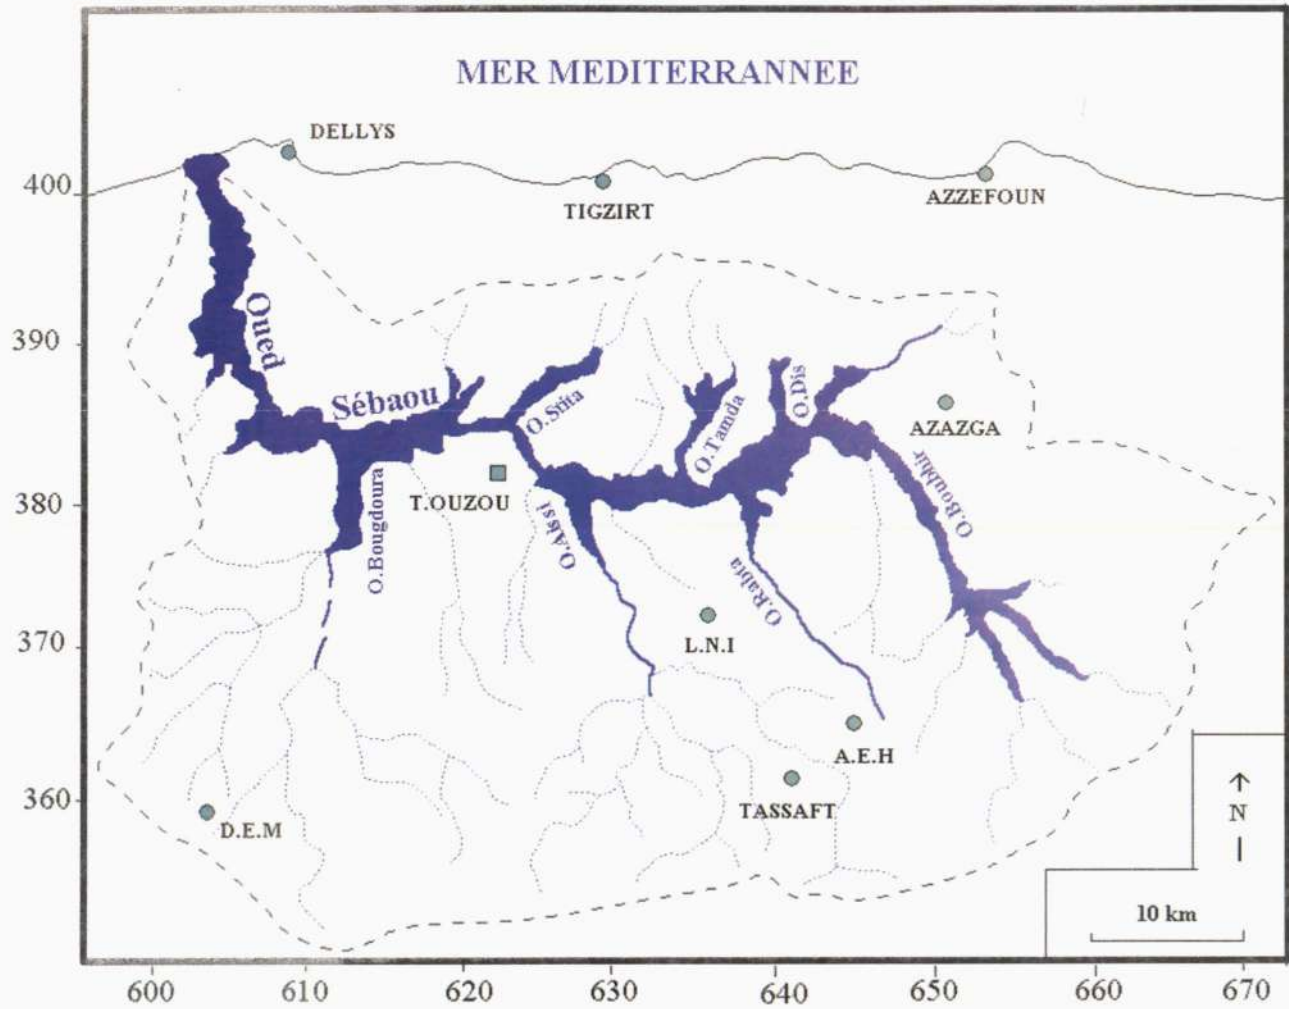 MER MEDITERRANNEE
DELLYS
TIGZIRT
AZZEFOUN
400
390
380
370
360
Oued
Sébaou
O.Stita
O.Tamda
O.Dis
AZAZGA
T.OUZOU
O.Bougdoura
O.Aissi
O.Rabta
O.Boubhir
L.N.I
A.E.H
TASSAFT
D.E.M
N
10 km
600
610
620
630
640
650
660
670